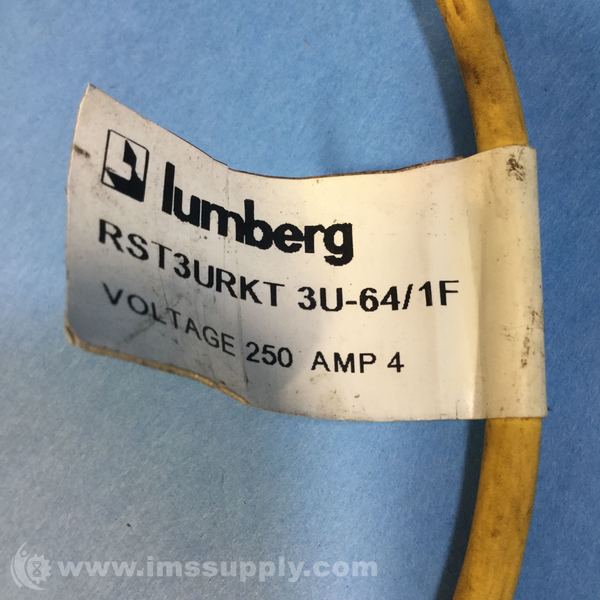 lumberg
RST3URKT 3U-64/1F
VOLTAGE 250 AMP 4
www.imssupply.com